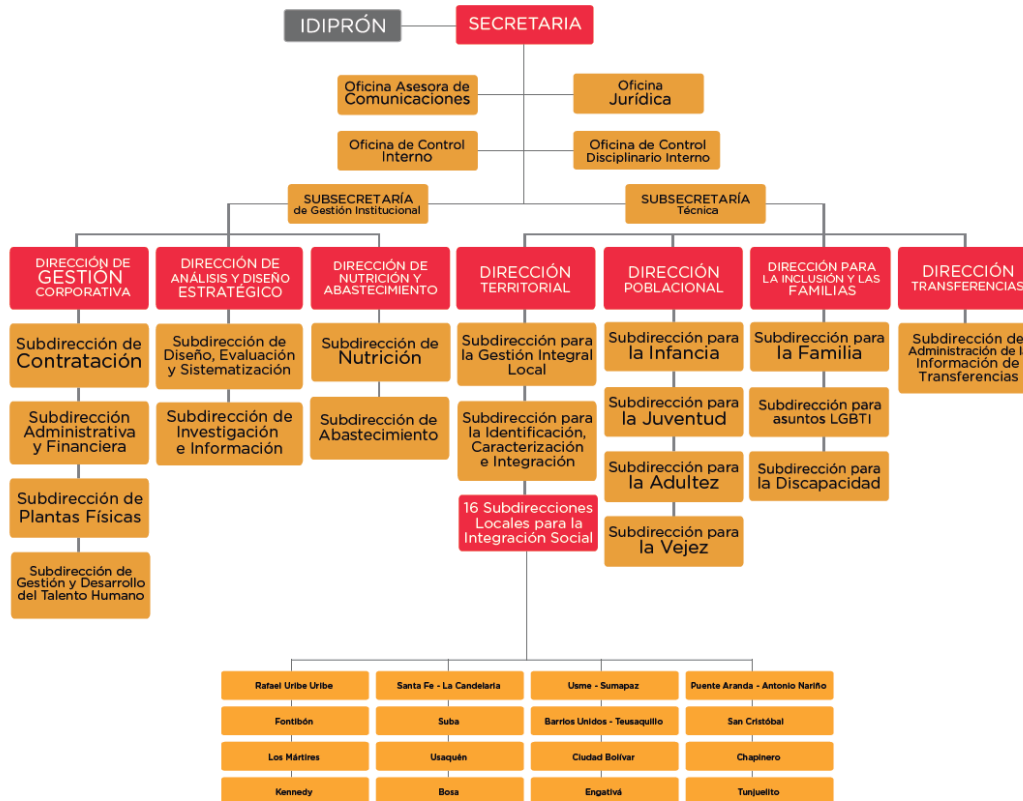 IDIPRÓN
SECRETARIA
Oficina Asesora de
Comunicaciones
Oficina
Jurídica
Oficina de Control
Interno
Oficina de Control
Disciplinario Interno
SUBSECRETARÍA
de Gestión Institucional
SUBSECRETARÍA
Técnica
DIRECCIÓN DE
GESTIÓN
CORPORATIVA
DIRECCIÓN DE
ANÁLISIS Y DISEÑO
ESTRATÉGICO
DIRECCIÓN DE
NUTRICIÓN Y
ABASTECIMIENTO
DIRECCIÓN
TERRITORIAL
DIRECCIÓN
POBLACIONAL
DIRECCIÓN PARA
LA INCLUSIÓN Y LAS
FAMILIAS
DIRECCIÓN
TRANSFERENCIAS
Subdirección de
Contratación
Subdirección
Administrativa
y Financiera
Subdirección de
Plantas Físicas
Subdirección de
Gestión y Desarrollo
del Talento Humano
Subdirección de
Diseño, Evaluación
y Sistematización
Subdirección de
Investigación
e Información
Subdirección de
Nutrición
Subdirección de
Abastecimiento
Subdirección para
la Gestión Integral
Local
Subdirección para
la Identificación,
Caracterización
e Integración
16 Subdirecciones
Locales para la
Integración Social
Subdirección para
la Infancia
Subdirección para
la Juventud
Subdirección para
la Adultez
Subdirección para
la Vejez
Subdirección para
la Familia
Subdirección para
asuntos LGBTI
Subdirección para
la Discapacidad
Subdirección de
Administración de la
Información de
Transferencias
Rafael Uribe Uribe
Santa Fe - La Candelaria
Usme - Sumapaz
Puente Aranda - Antonio Nariño
Fontibón
Suba
Barrios Unidos - Teusaquillo
San Cristóbal
Los Mártires
Usaquén
Ciudad Bolívar
Chapinero
Kennedy
Bosa
Engativá
Tunjuelito